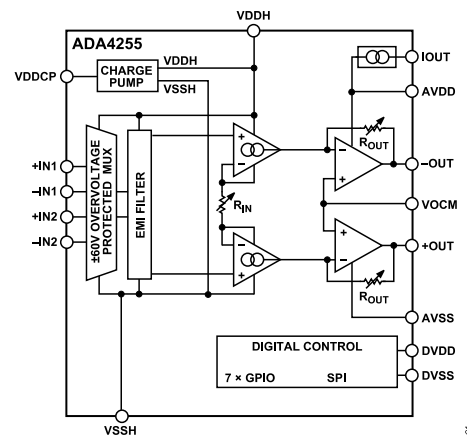 VDDH
ADA4255
VDDH
VSSH
VDDCP
CHARGE
PUMP
IOUT
AVDD
+IN1
–IN1
+IN2
–IN2
±60V OVERVOLTAGE
PROTECTED MUX
EMI FILTER
+
–
RIN
–
+
ROUT
–
+
–OUT
VOCM
+
–
+OUT
ROUT
AVSS
DIGITAL CONTROL
7 × GPIO SPI
DVDD
DVSS
VSSH